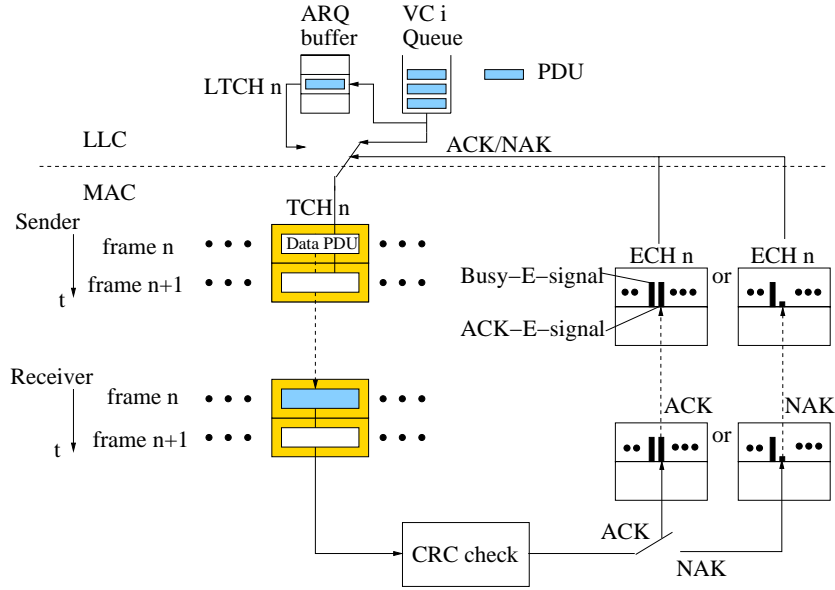 ARQ
buffer
VC i
Queue
PDU
LTCH n
LLC
ACK/NAK
MAC
Sender
TCH n
frame n
Data PDU
frame n+1
t
ECH n
ECH n
Busy−E−signal
or
ACK−E−signal
Receiver
frame n
frame n+1
t
ACK
NAK
or
CRC check
ACK
NAK